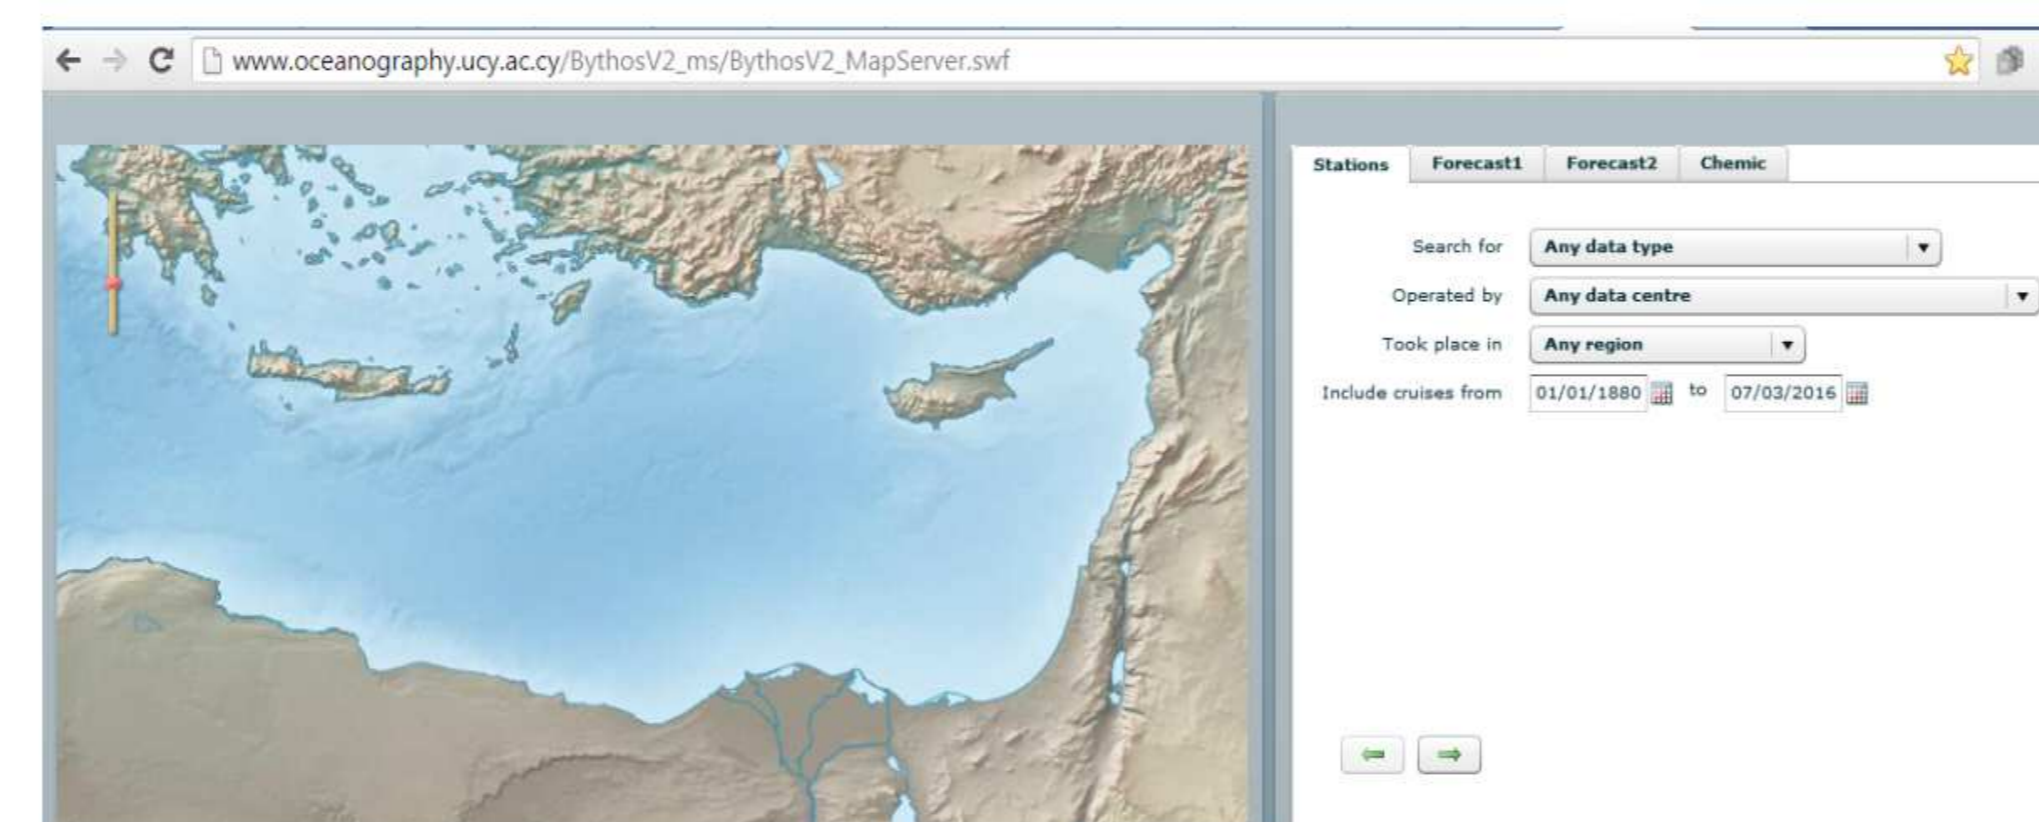 www.oceanography.ucy.ac.cy/BythosV2_ms/BythosV2_MapServer.swf
Stations Forecast1 Forecast2 Chemic
Search for Any data type
Operated by Any data centre
Took place in Any region
Include cruises from 01/01/1880 to 07/03/2016